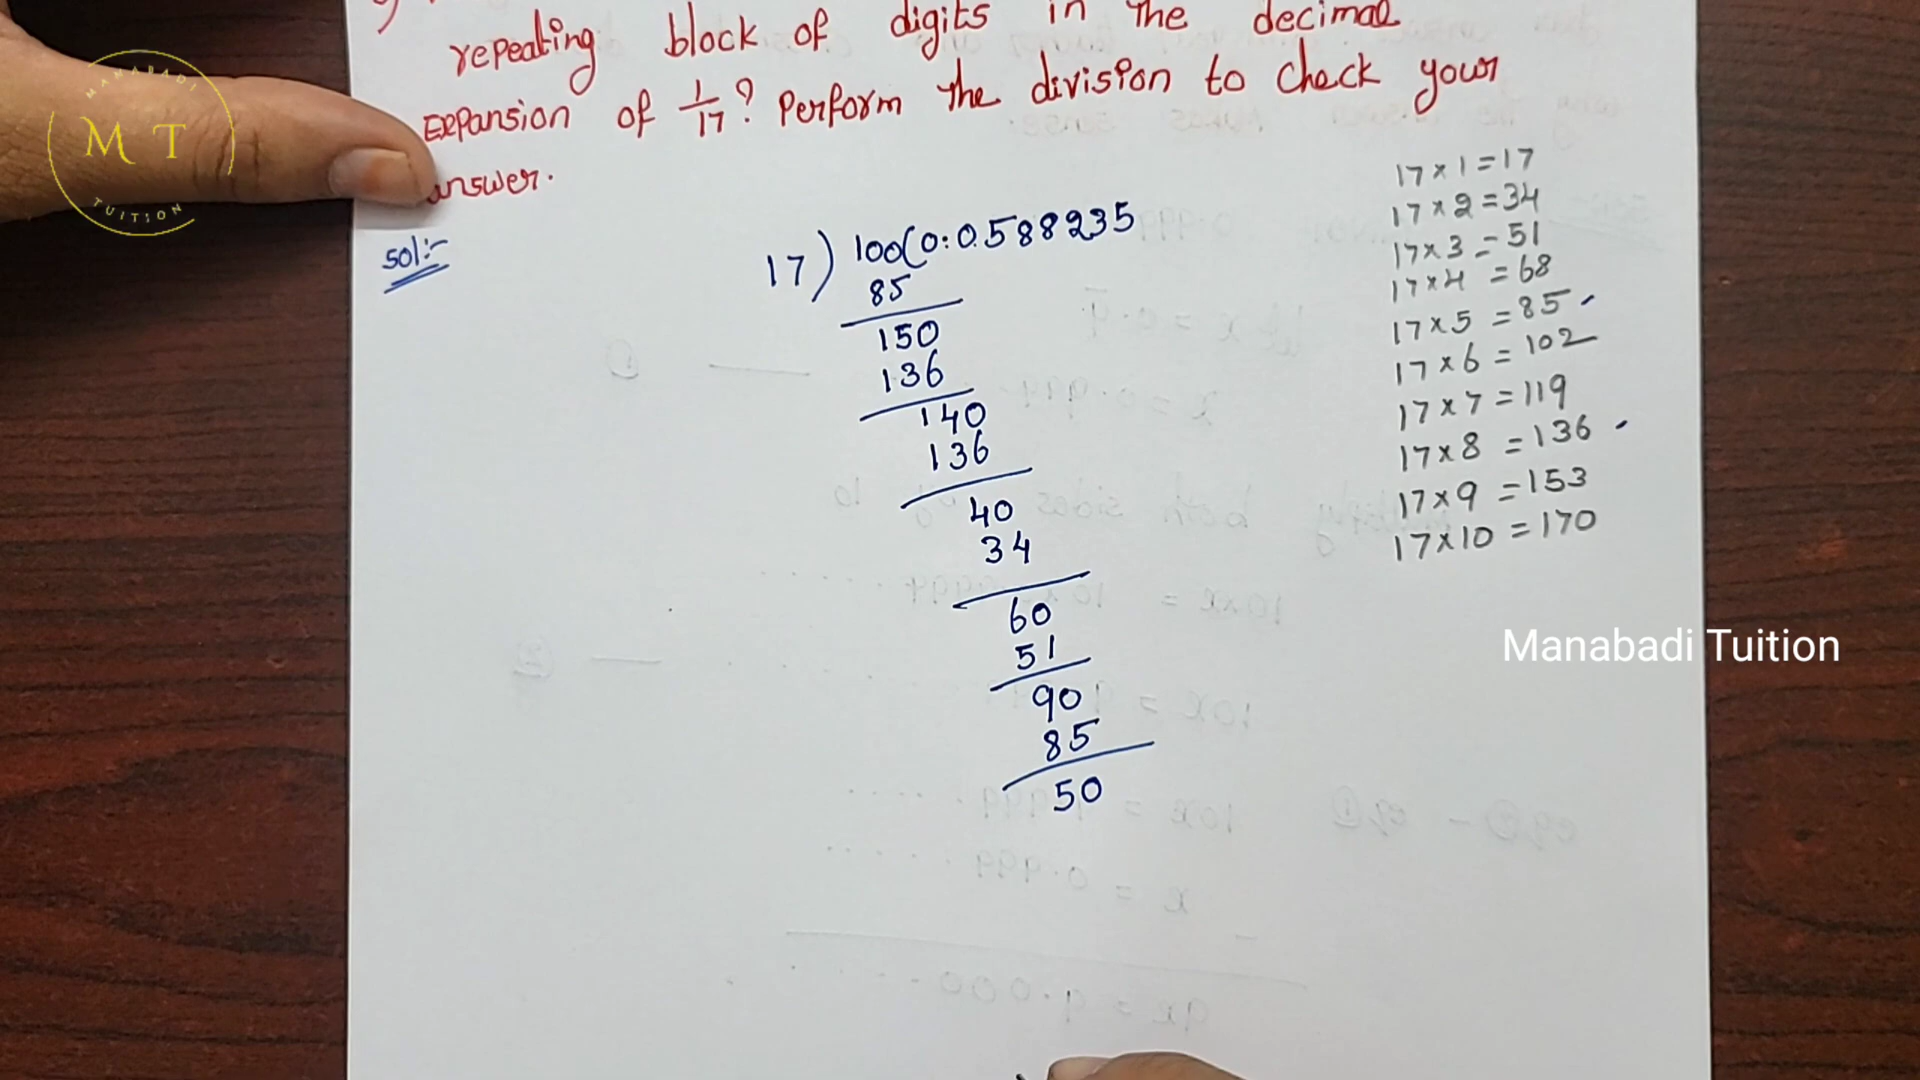 repeating block of digits in the decimal
Expansion of 1/17? Perform the division to check your
answer.
Sol:-
17)100(0.0588235
85
150
136
140
136
40
34
60
51
90
85
50
17×1=17
17×2=34
17×3=51
17×4=68
17×5=85
17×6=102
17×7=119
17×8=136
17×9=153
17×10=170
MANABADI
M T
TUITION
Manabadi Tuition